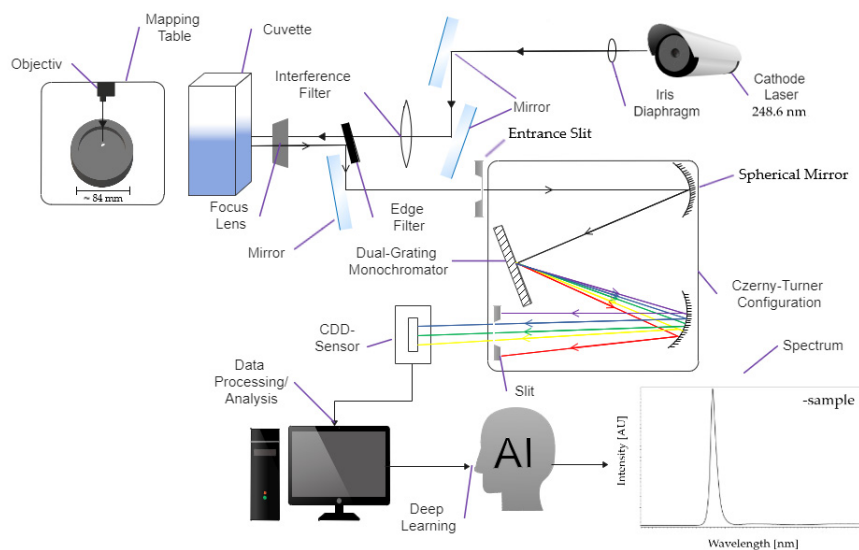 Mapping
Table
Objectiv
~ 84 mm
Cuvette
Interference
Filter
Mirror
Iris
Diaphragm
Cathode
Laser
248.6 nm
Entrance Slit
Spherical Mirror
Focus
Lens
Mirror
Edge
Filter
Dual-Grating
Monochromator
Czerny-Turner
Configuration
CDD-
Sensor
Slit
Data
Processing/
Analysis
AI
Deep
Learning
Spectrum
-sample
Intensity [AU]
Wavelength [nm]